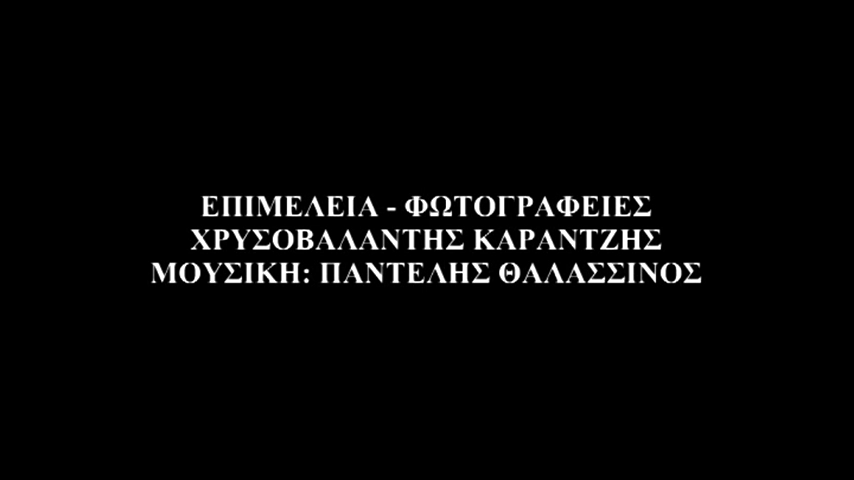 ΕΠΙΜΕΛΕΙΑ - ΦΩΤΟΓΡΑΦΕΙΕΣ
ΧΡΥΣΟΒΑΛΑΝΤΗΣ ΚΑΡΑΝΤΖΗΣ
ΜΟΥΣΙΚΗ: ΠΑΝΤΕΛΗΣ ΘΑΛΑΣΣΙΝΟΣ